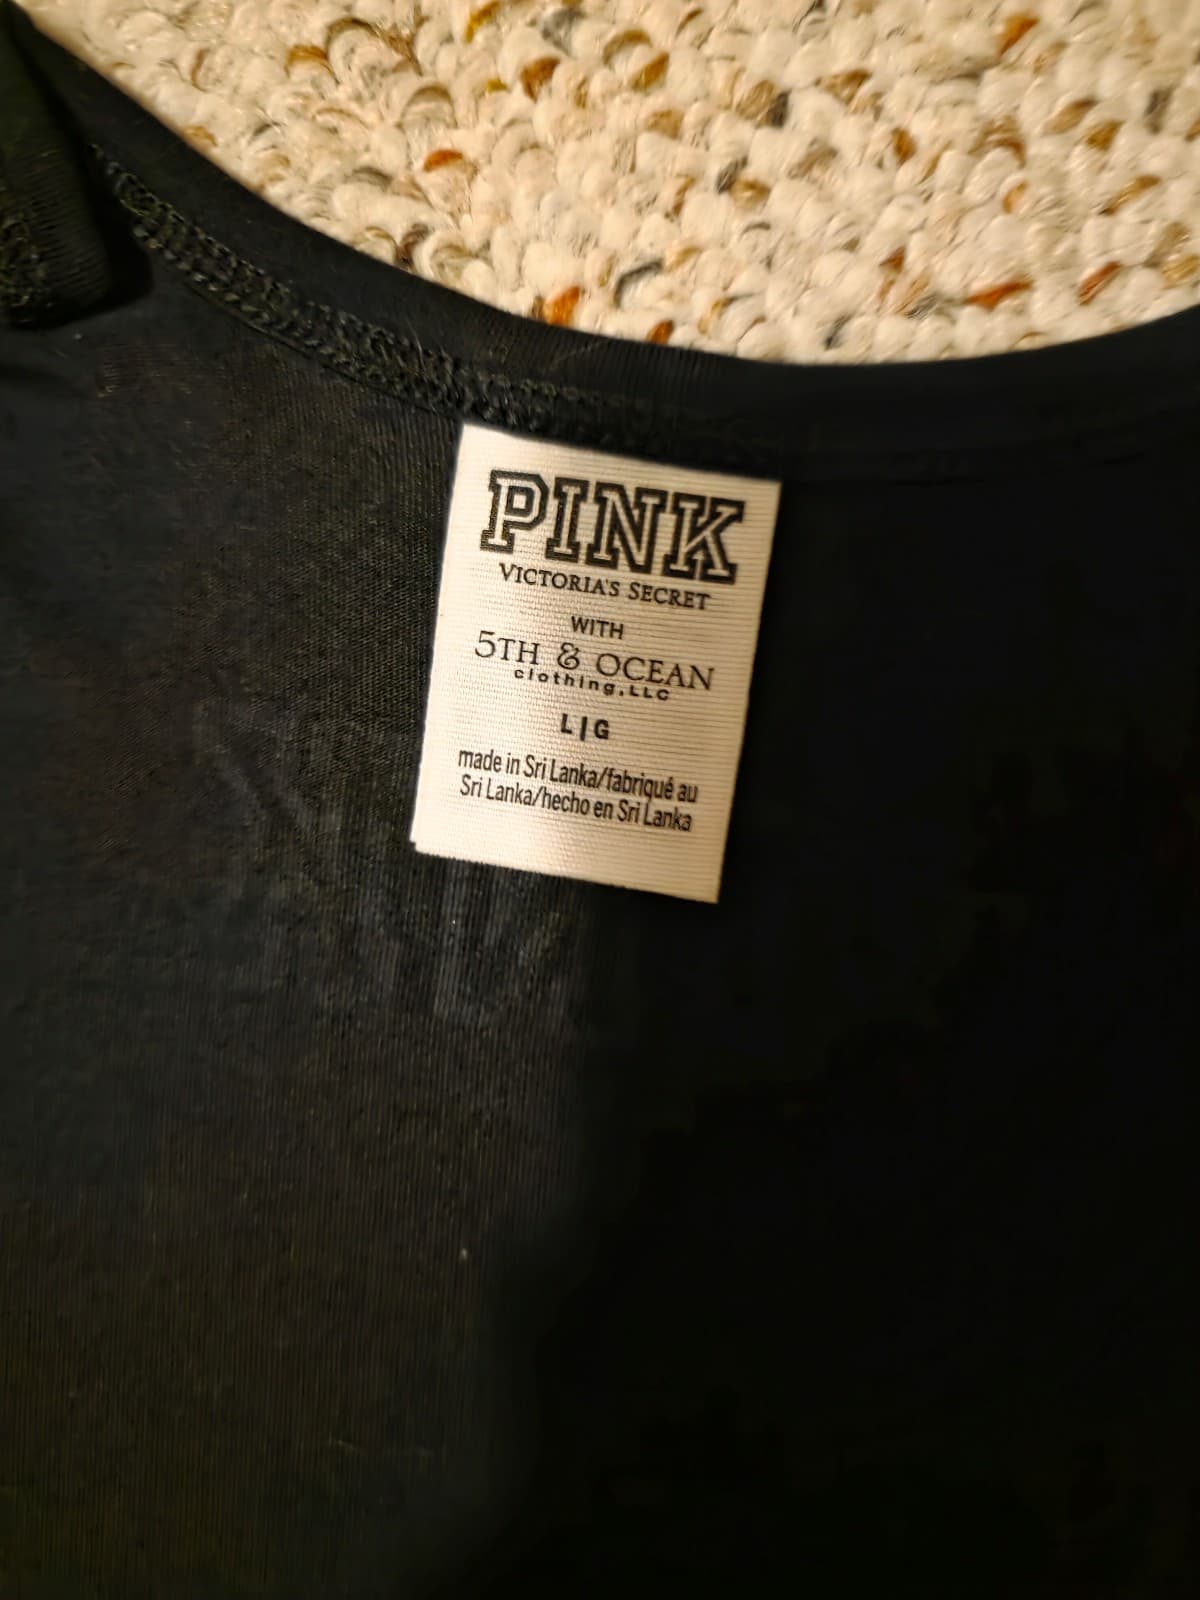 PINK
VICTORIA'S SECRET
WITH
5TH & OCEAN
clothing, LLC
L|G
made in Sri Lanka/fabriqué au
Sri Lanka/hecho en Sri Lanka